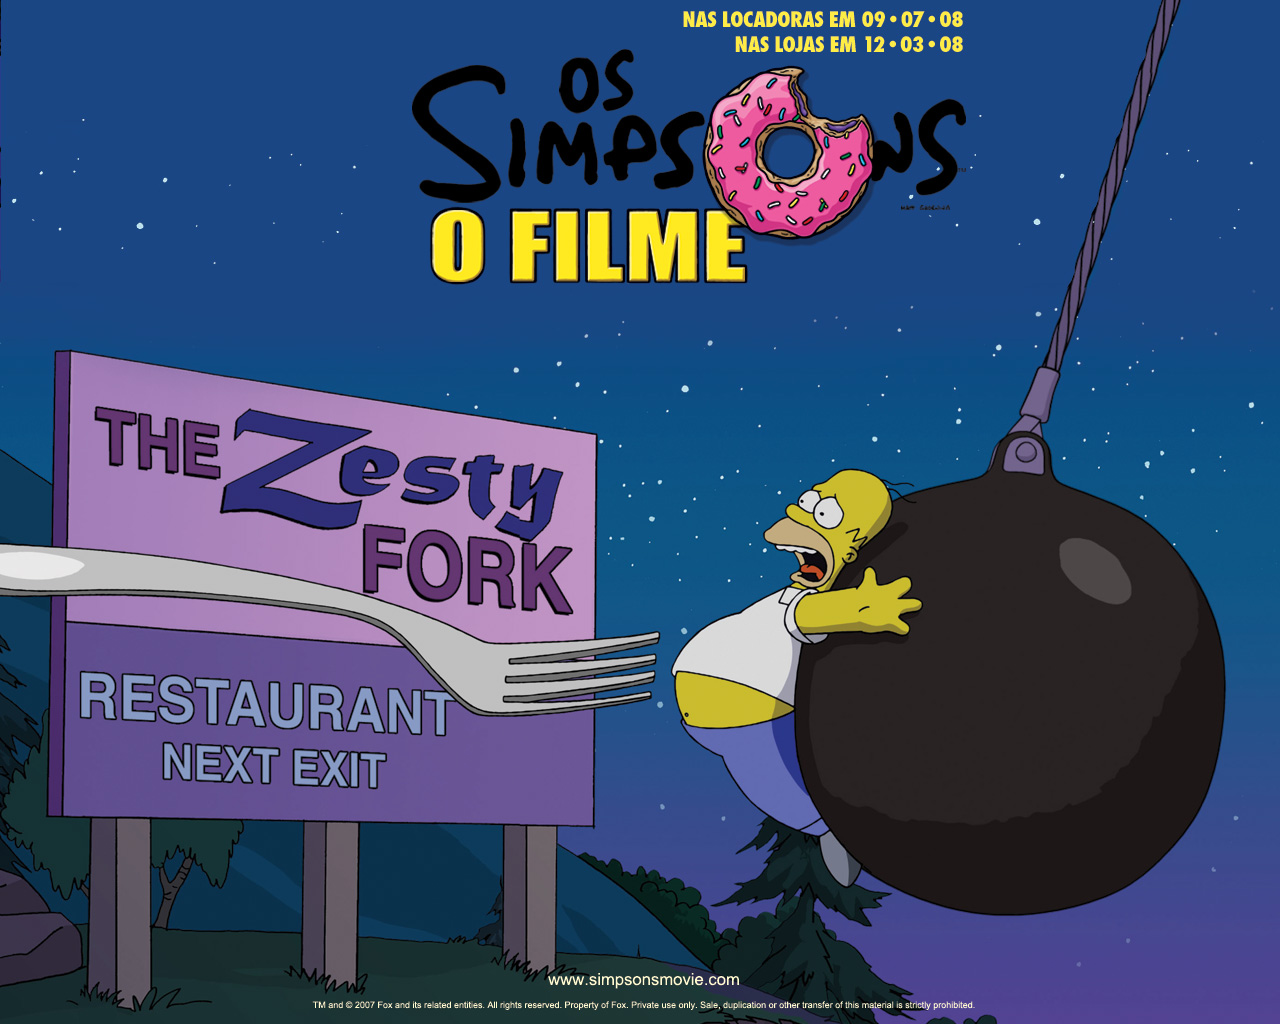 NAS LOCADORAS EM 09•07•08
NAS LOJAS EM 12•03•08
OS
SIMPSONS
O FILME
THE Zesty
FORK
RESTAURANT
NEXT EXIT
www.simpsonsmovie.com
TM and © 2007 Fox and its related entities. All rights reserved. Property of Fox. Private use only. Sale, duplication or other transfer of this material is strictly prohibited.